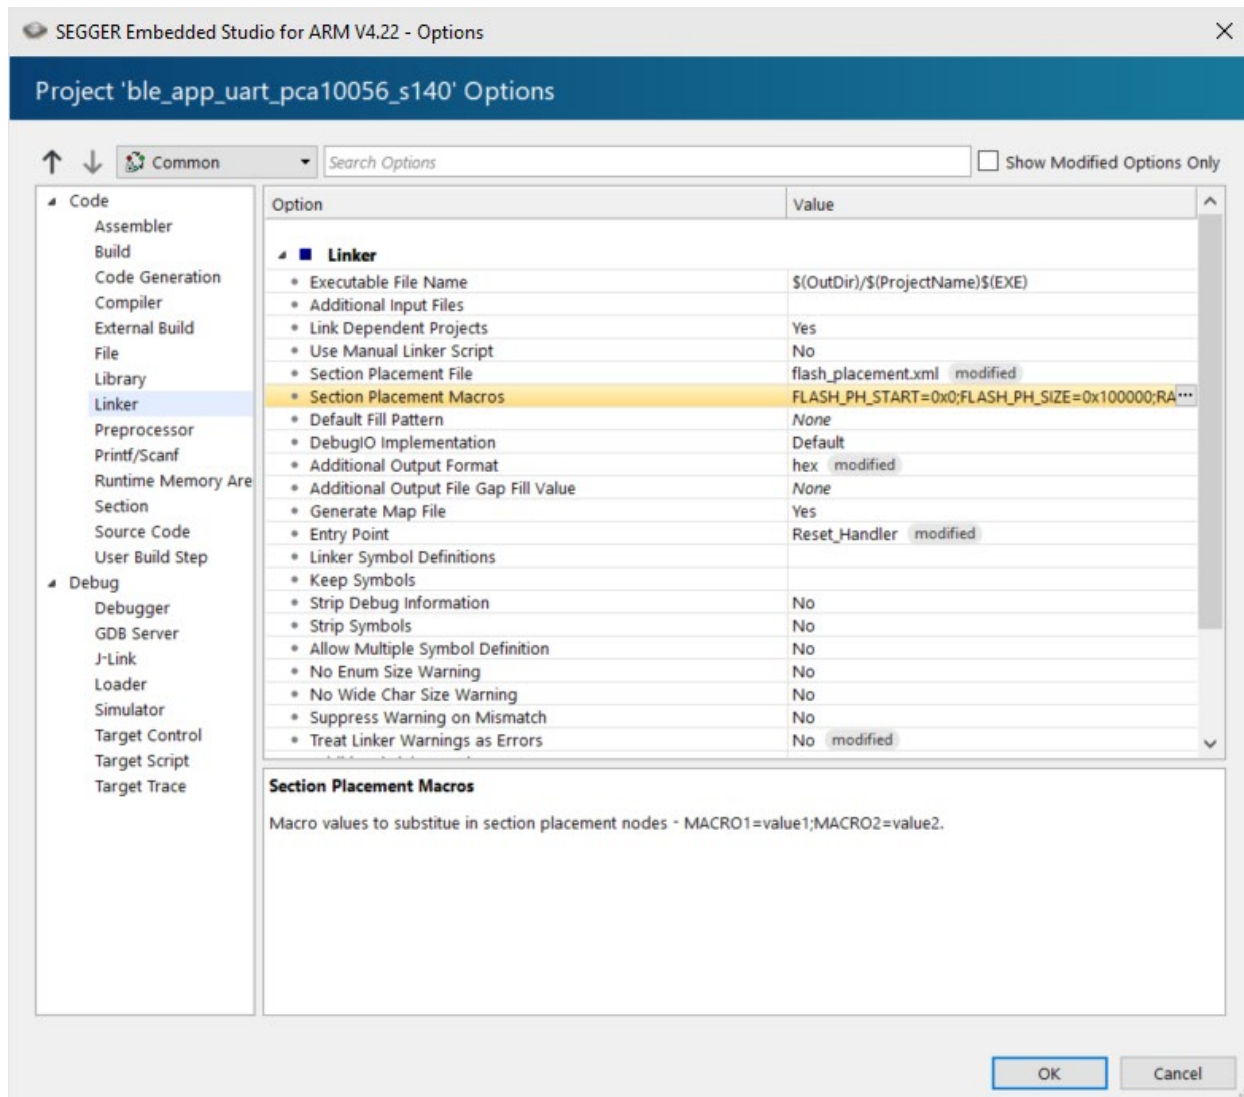 SEGGER Embedded Studio for ARM V4.22 - Options
Project 'ble_app_uart_pca10056_s140' Options
Common
Search Options
Show Modified Options Only
Code
Assembler
Build
Code Generation
Compiler
External Build
File
Library
Linker
Preprocessor
Printf/Scanf
Runtime Memory Are
Section
Source Code
User Build Step
Debug
Debugger
GDB Server
J-Link
Loader
Simulator
Target Control
Target Script
Target Trace
Option Value
Linker
Executable File Name $(OutDir)/$(ProjectName)$(EXE)
Additional Input Files
Link Dependent Projects Yes
Use Manual Linker Script No
Section Placement File flash_placement.xml modified
Section Placement Macros FLASH_PH_START=0x0;FLASH_PH_SIZE=0x100000;RA ...
Default Fill Pattern None
DebugIO Implementation Default
Additional Output Format hex modified
Additional Output File Gap Fill Value None
Generate Map File Yes
Entry Point Reset_Handler modified
Linker Symbol Definitions
Keep Symbols
Strip Debug Information No
Strip Symbols No
Allow Multiple Symbol Definition No
No Enum Size Warning No
No Wide Char Size Warning No
Suppress Warning on Mismatch No
Treat Linker Warnings as Errors No modified
Section Placement Macros
Macro values to substitue in section placement nodes - MACRO1=value1;MACRO2=value2.
OK Cancel